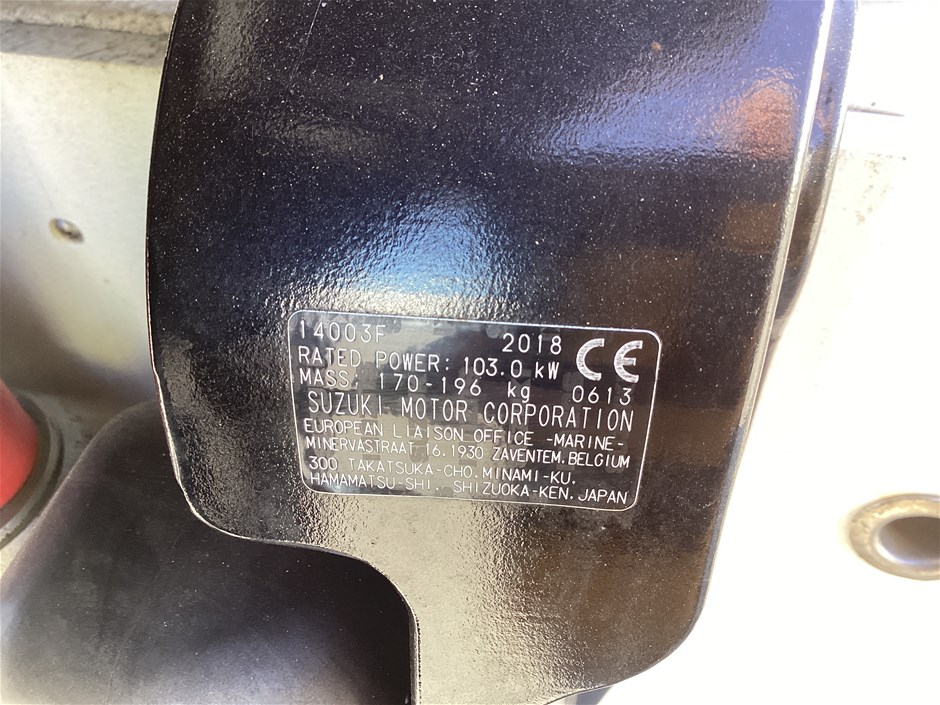 14003F 2018 CE
RATED POWER: 103.0 kW
MASS: 170-196 kg 0613
SUZUKI MOTOR CORPORATION
EUROPEAN LIAISON OFFICE -MARINE-
MINERVASTRAAT 16, 1930 ZAVENTEM, BELGIUM
300 TAKATSUKA-CHO, MINAMI-KU,
HAMAMATSU-SHI, SHIZUOKA-KEN, JAPAN